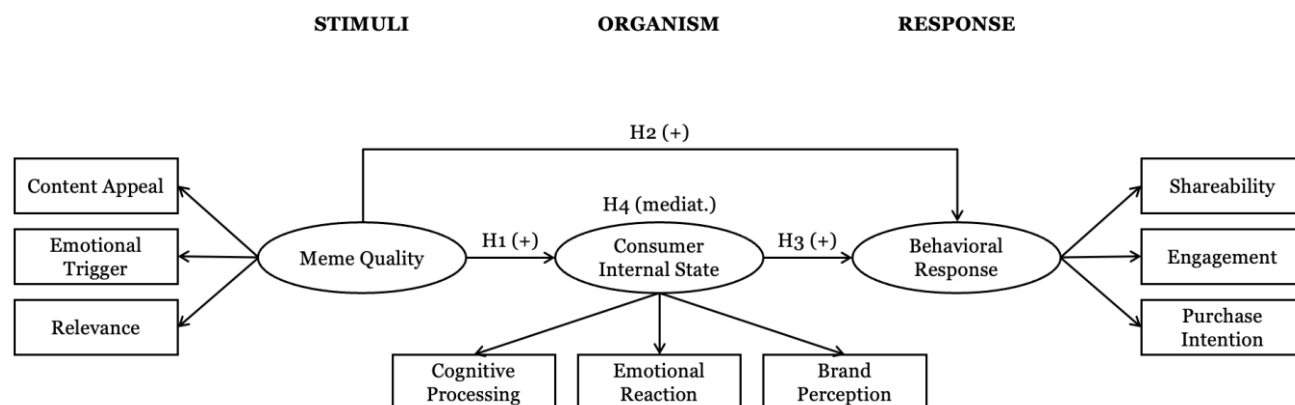 STIMULI ORGANISM RESPONSE
H2 (+)
Content Appeal
Shareability
H4 (mediat.)
Emotional
Trigger
Meme Quality
H1 (+)
Consumer
Internal State
H3 (+)
Behavioral
Response
Engagement
Relevance
Purchase
Intention
Cognitive
Processing
Emotional
Reaction
Brand
Perception